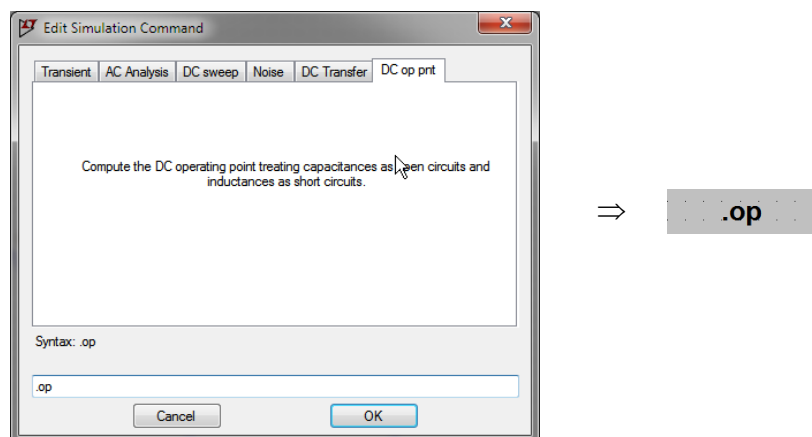 Edit Simulation Command
Transient AC Analysis DC sweep Noise DC Transfer DC op pnt
Compute the DC operating point treating capacitances as open circuits and
inductances as short circuits.
⇒ .op
Syntax: .op
.op
Cancel OK